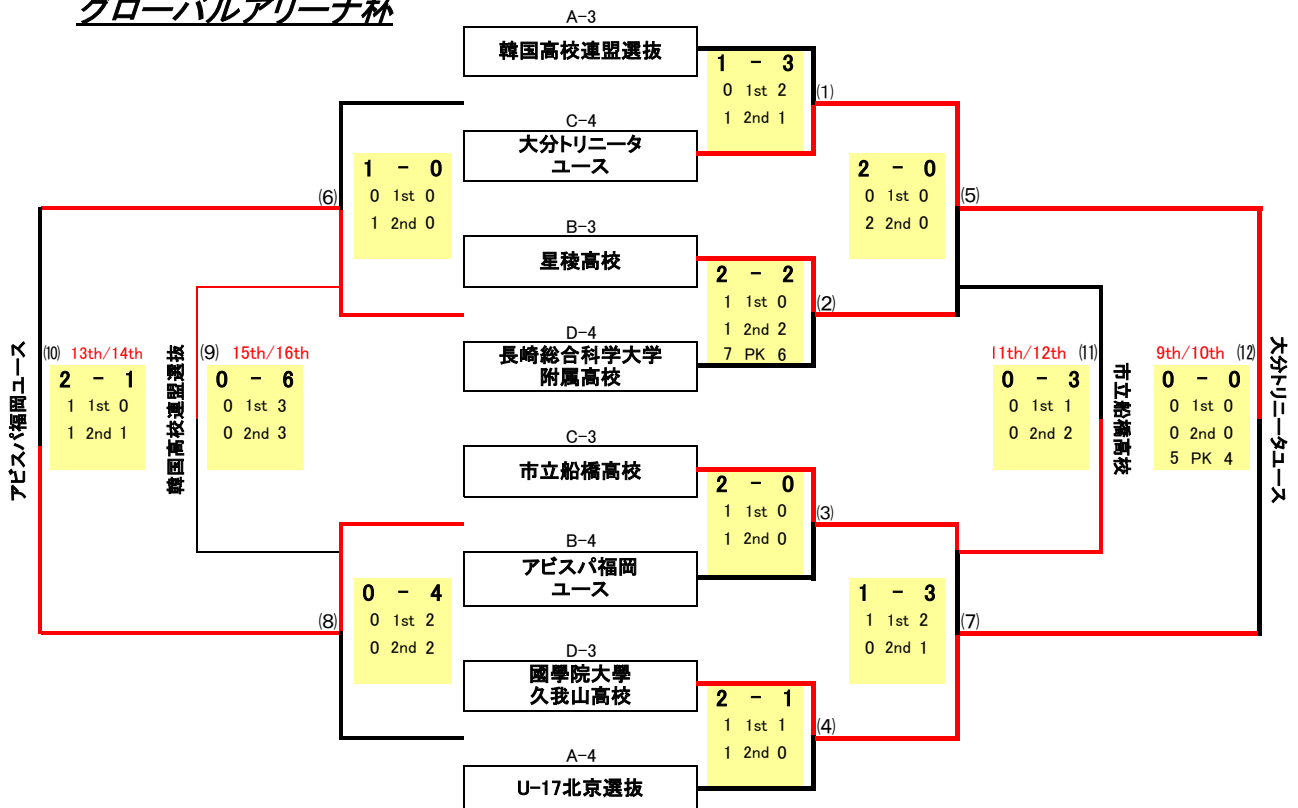 グローバルアリーナ杯
A-3
韓国高校連盟選抜
1 - 3
0 1st 2
1 2nd 1
(1)
C-4
大分トリニータ
ユース
1 - 0
0 1st 0
1 2nd 0
(6)
2 - 0
0 1st 0
2 2nd 0
(5)
B-3
星稜高校
2 - 2
1 1st 0
1 2nd 2
7 PK 6
(2)
D-4
長崎総合科学大学
附属高校
アビスパ福岡ユース
(10) 13th/14th
2 - 1
1 1st 0
1 2nd 1
韓国高校連盟選抜
(9) 15th/16th
0 - 6
0 1st 3
0 2nd 3
11th/12th (11)
0 - 3
0 1st 1
0 2nd 2
市立船橋高校
9th/10th (12)
0 - 0
0 1st 0
0 2nd 0
5 PK 4
大分トリニータユース
C-3
市立船橋高校
2 - 0
1 1st 0
1 2nd 0
(3)
B-4
アビスパ福岡
ユース
0 - 4
0 1st 2
0 2nd 2
(8)
1 - 3
1 1st 2
0 2nd 1
(7)
D-3
國學院大學
久我山高校
2 - 1
1 1st 1
1 2nd 0
(4)
A-4
U-17北京選抜